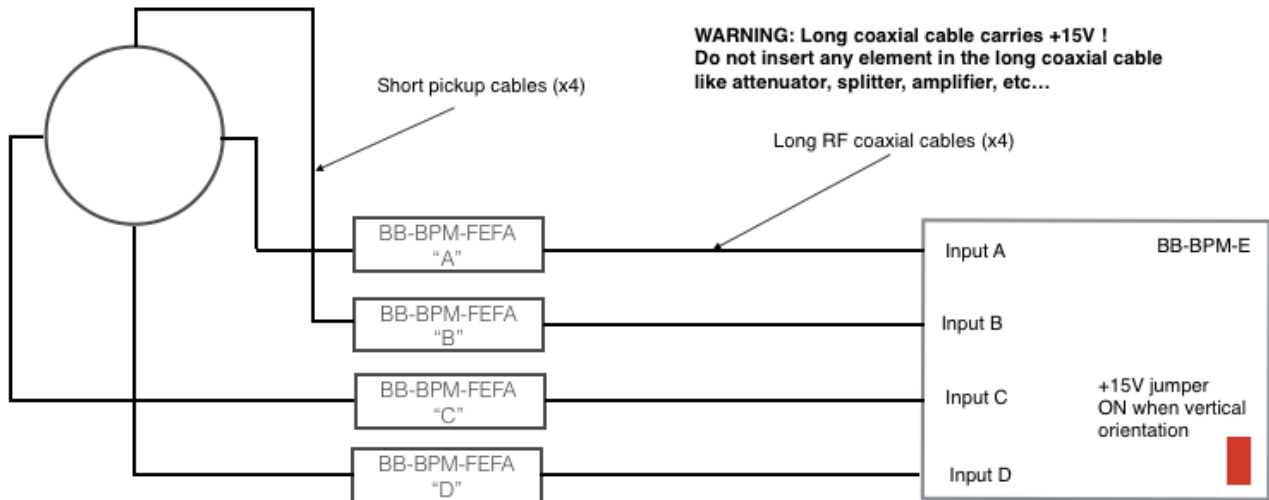 WARNING: Long coaxial cable carries +15V !
Do not insert any element in the long coaxial cable
like attenuator, splitter, amplifier, etc…
Short pickup cables (x4)
Long RF coaxial cables (x4)
BB-BPM-FEFA
“A”
Input A
BB-BPM-E
BB-BPM-FEFA
“B”
Input B
BB-BPM-FEFA
“C”
Input C
+15V jumper
ON when vertical
orientation
BB-BPM-FEFA
“D”
Input D